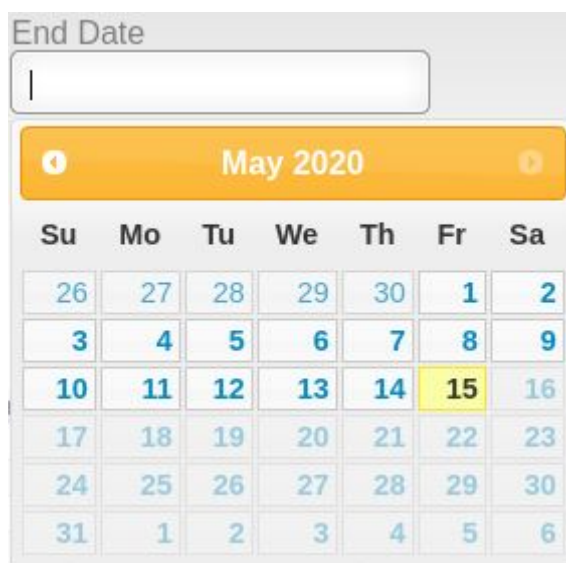 End Date
May 2020
Su Mo Tu We Th Fr Sa
26 27 28 29 30 1 2
3 4 5 6 7 8 9
10 11 12 13 14 15 16
17 18 19 20 21 22 23
24 25 26 27 28 29 30
31 1 2 3 4 5 6